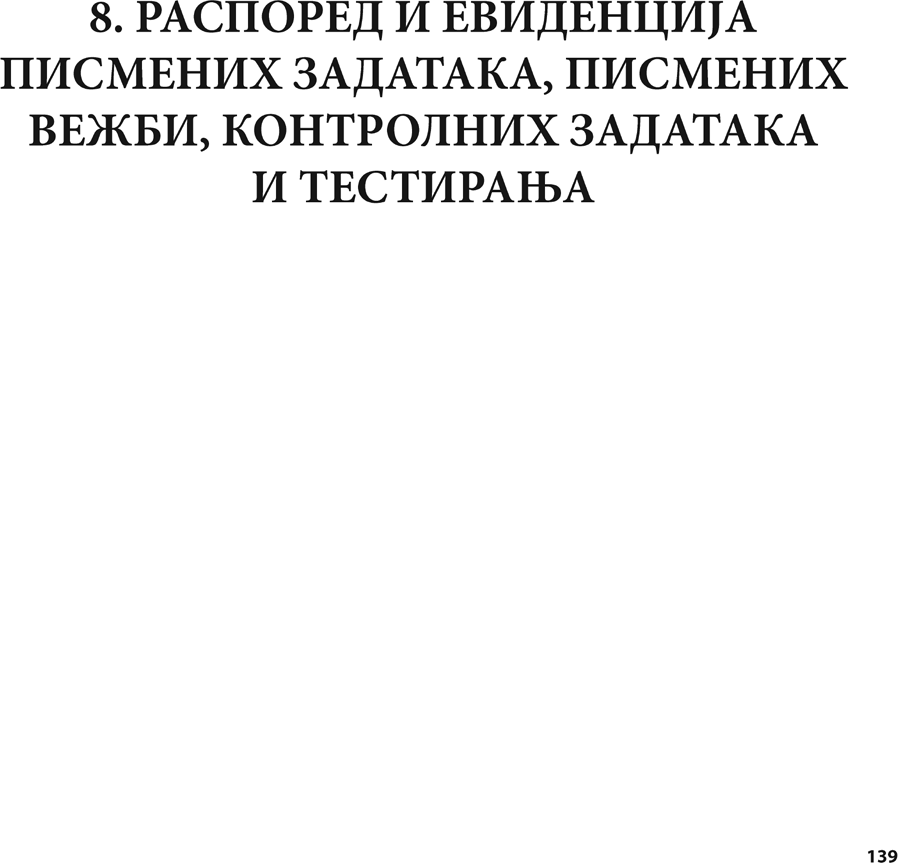 8. РАСПОРЕД И ЕВИДЕНЦИЈА
ПИСМЕНИХ ЗАДАТАКА, ПИСМЕНИХ
ВЕЖБИ, КОНТРОЛНИХ ЗАДАТАКА
И ТЕСТИРАЊА
139